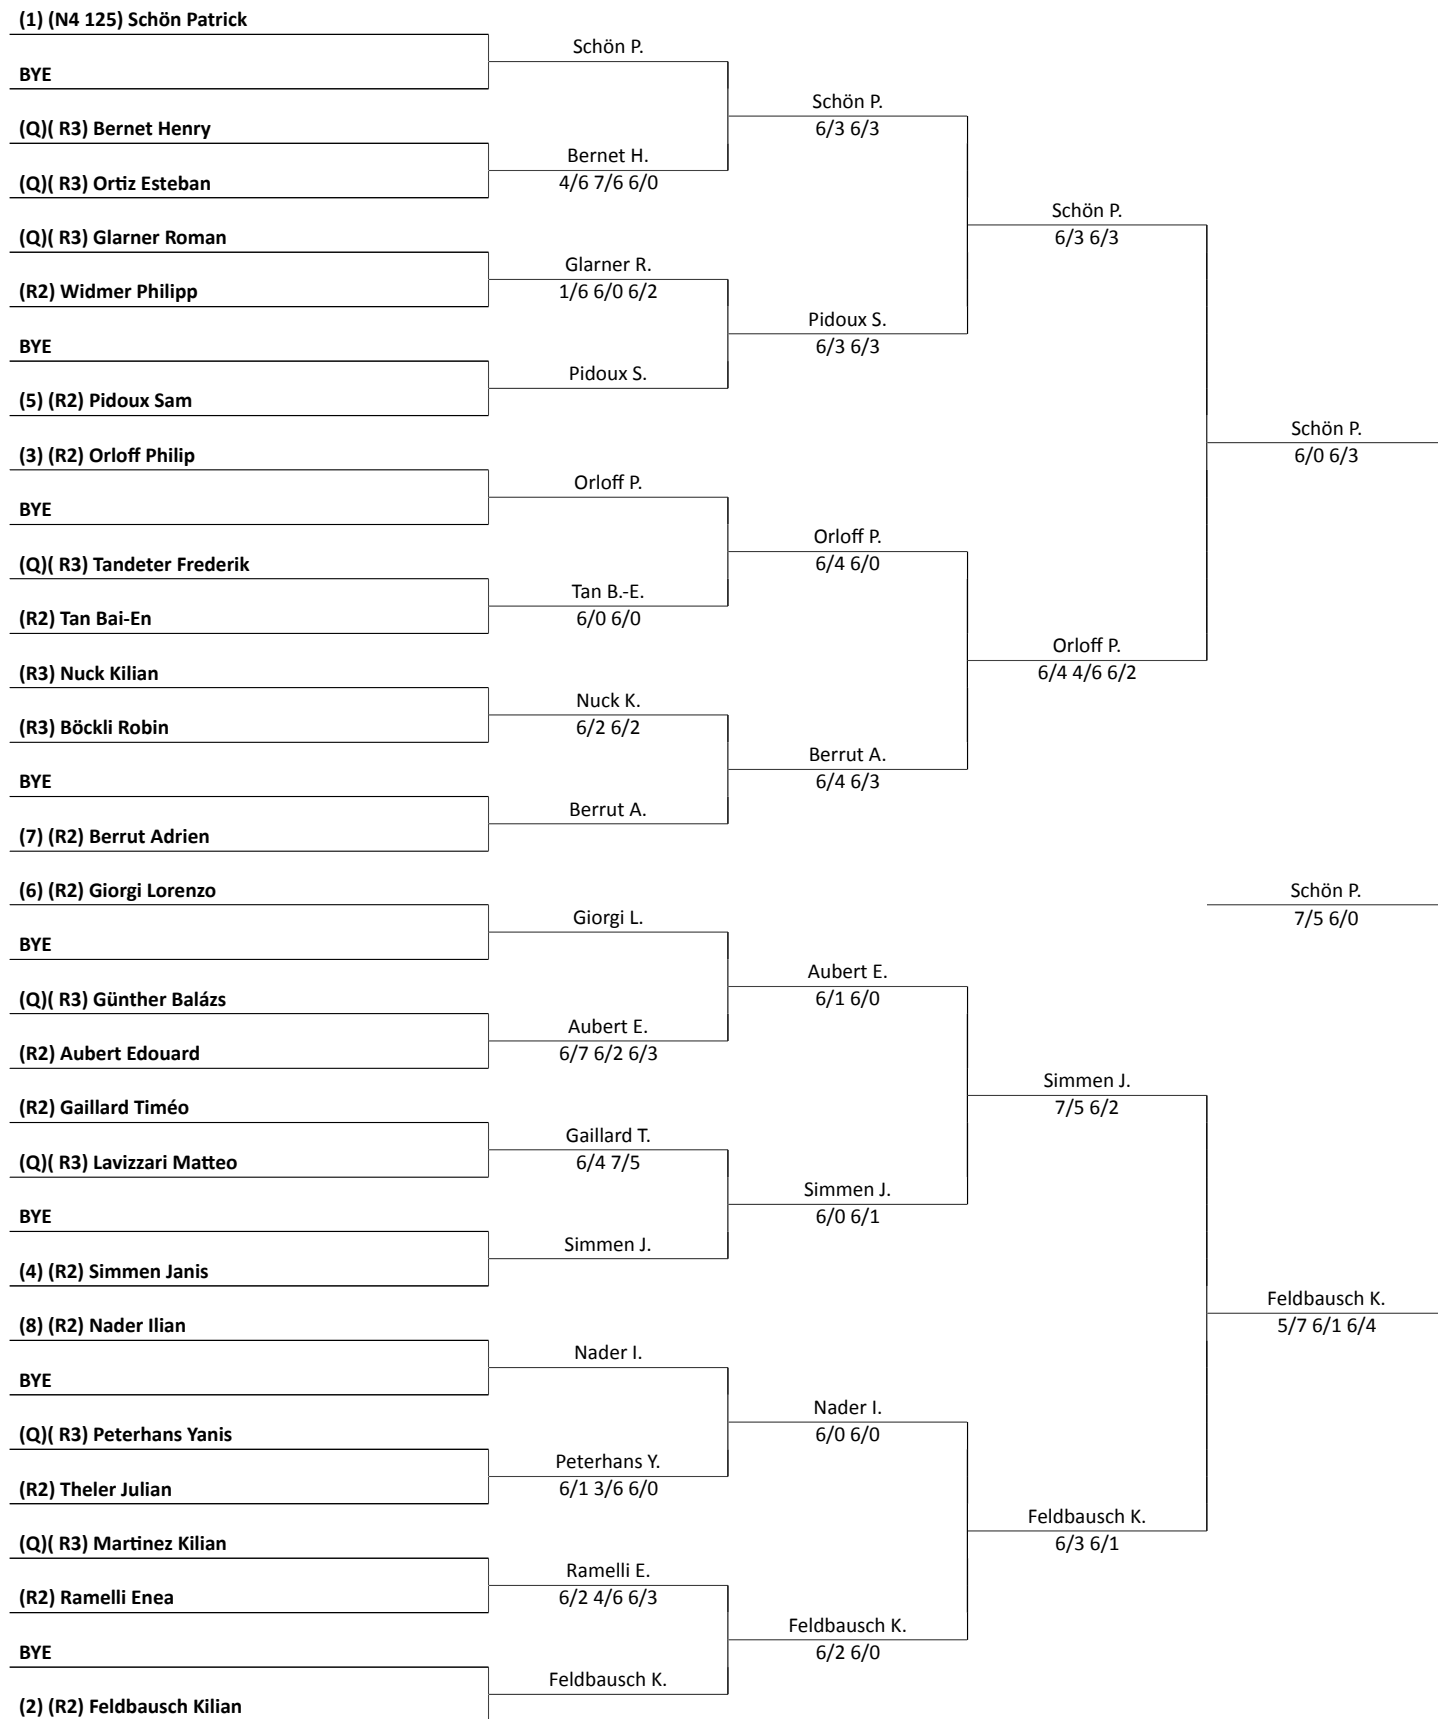 (1) (N4 125) Schön Patrick
Schön P.
BYE
Schön P.
6/3 6/3
(Q)( R3) Bernet Henry
Bernet H.
4/6 7/6 6/0
(Q)( R3) Ortiz Esteban
Schön P.
6/3 6/3
(Q)( R3) Glarner Roman
Glarner R.
1/6 6/0 6/2
(R2) Widmer Philipp
Pidoux S.
6/3 6/3
BYE
Pidoux S.
(5) (R2) Pidoux Sam
Schön P.
6/0 6/3
(3) (R2) Orloff Philip
Orloff P.
BYE
Orloff P.
6/4 6/0
(Q)( R3) Tandeter Frederik
Tan B.-E.
6/0 6/0
(R2) Tan Bai-En
Orloff P.
6/4 4/6 6/2
(R3) Nuck Kilian
Nuck K.
6/2 6/2
(R3) Böckli Robin
Berrut A.
6/4 6/3
BYE
Berrut A.
(7) (R2) Berrut Adrien
(6) (R2) Giorgi Lorenzo
Schön P.
7/5 6/0
Giorgi L.
BYE
Aubert E.
6/1 6/0
(Q)( R3) Günther Balázs
Aubert E.
6/7 6/2 6/3
(R2) Aubert Edouard
Simmen J.
7/5 6/2
(R2) Gaillard Timéo
Gaillard T.
6/4 7/5
(Q)( R3) Lavizzari Matteo
Simmen J.
6/0 6/1
BYE
Simmen J.
(4) (R2) Simmen Janis
Feldbausch K.
5/7 6/1 6/4
(8) (R2) Nader Ilian
Nader I.
BYE
Nader I.
6/0 6/0
(Q)( R3) Peterhans Yanis
Peterhans Y.
6/1 3/6 6/0
(R2) Theler Julian
Feldbausch K.
6/3 6/1
(Q)( R3) Martinez Kilian
Ramelli E.
6/2 4/6 6/3
(R2) Ramelli Enea
Feldbausch K.
6/2 6/0
BYE
Feldbausch K.
(2) (R2) Feldbausch Kilian